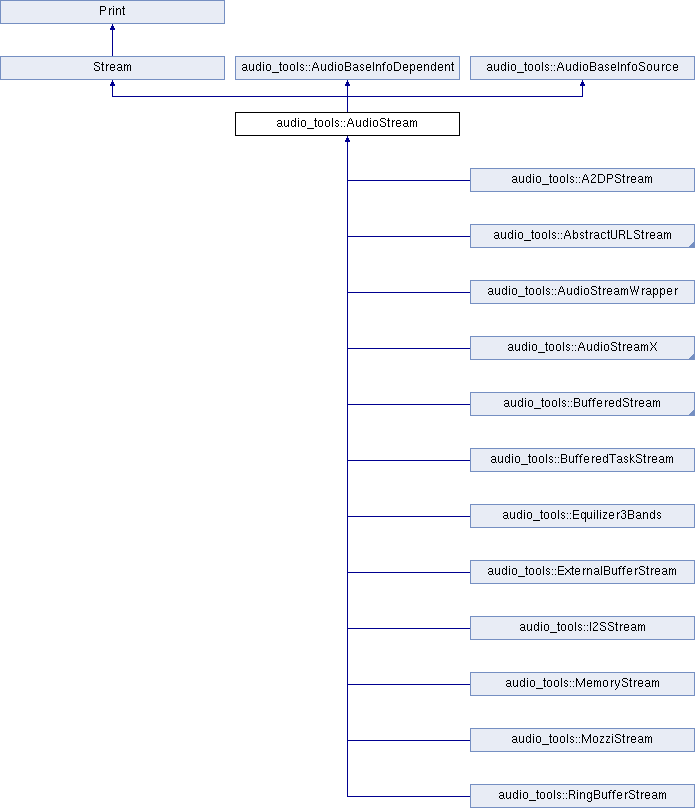 Print
Stream
audio_tools::AudioBaseInfoDependent
audio_tools::AudioBaseInfoSource
audio_tools::AudioStream
audio_tools::A2DPStream
audio_tools::AbstractURLStream
audio_tools::AudioStreamWrapper
audio_tools::AudioStreamX
audio_tools::BufferedStream
audio_tools::BufferedTaskStream
audio_tools::Equilizer3Bands
audio_tools::ExternalBufferStream
audio_tools::I2SStream
audio_tools::MemoryStream
audio_tools::MozziStream
audio_tools::RingBufferStream